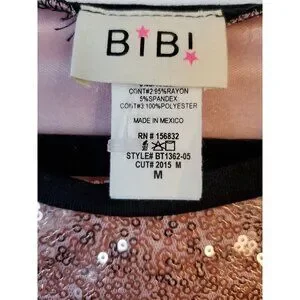 BiBi
CONT#2:95%RAYON
5%SPANDEX
CONT#3:100%POLYESTER
MADE IN MEXICO
RN # 156832
STYLE# BT1362-05
CUT# 2015 M
M